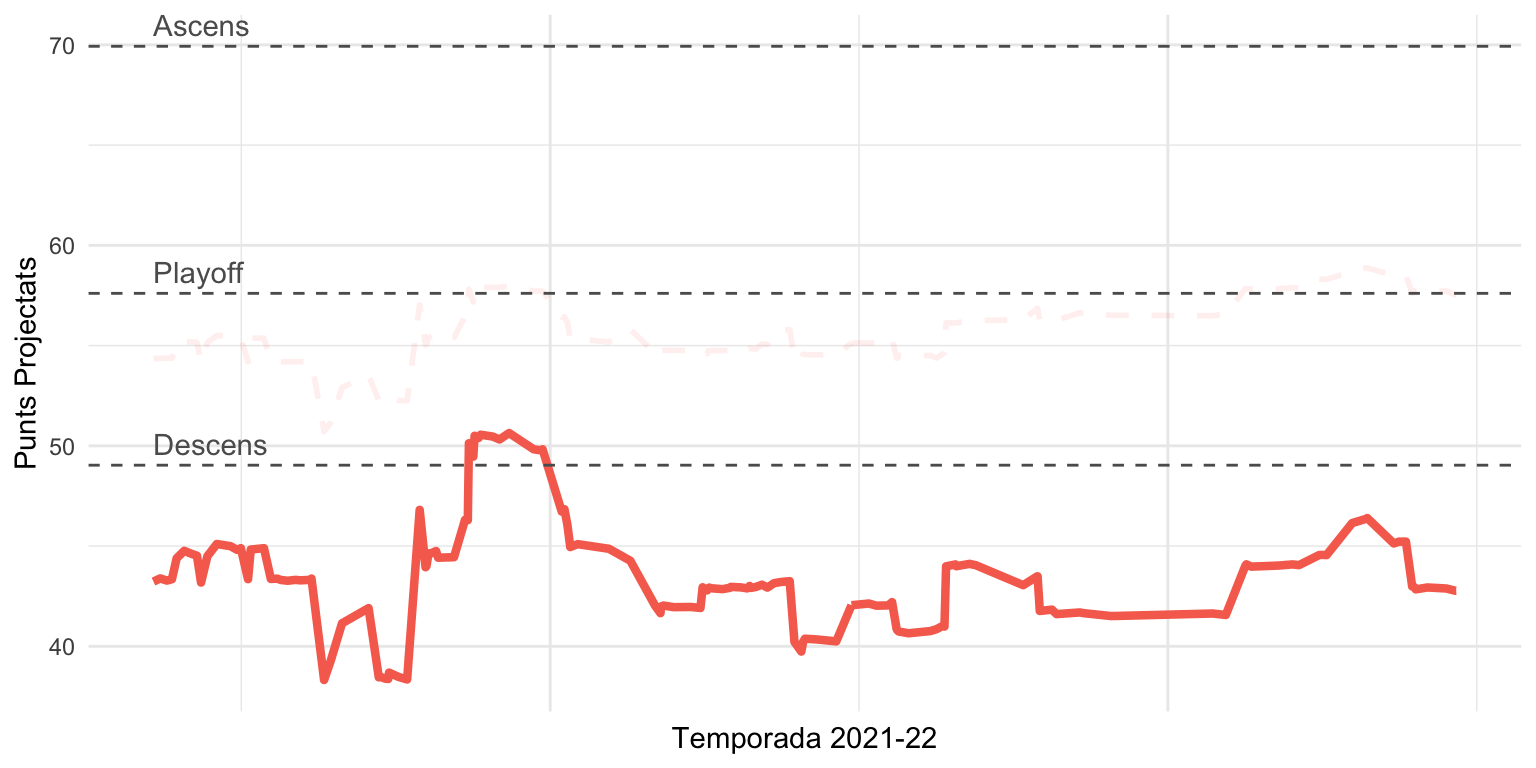 Ascens
70
60
Playoff
Descens
50
40
Punts Projectats
Temporada 2021-22